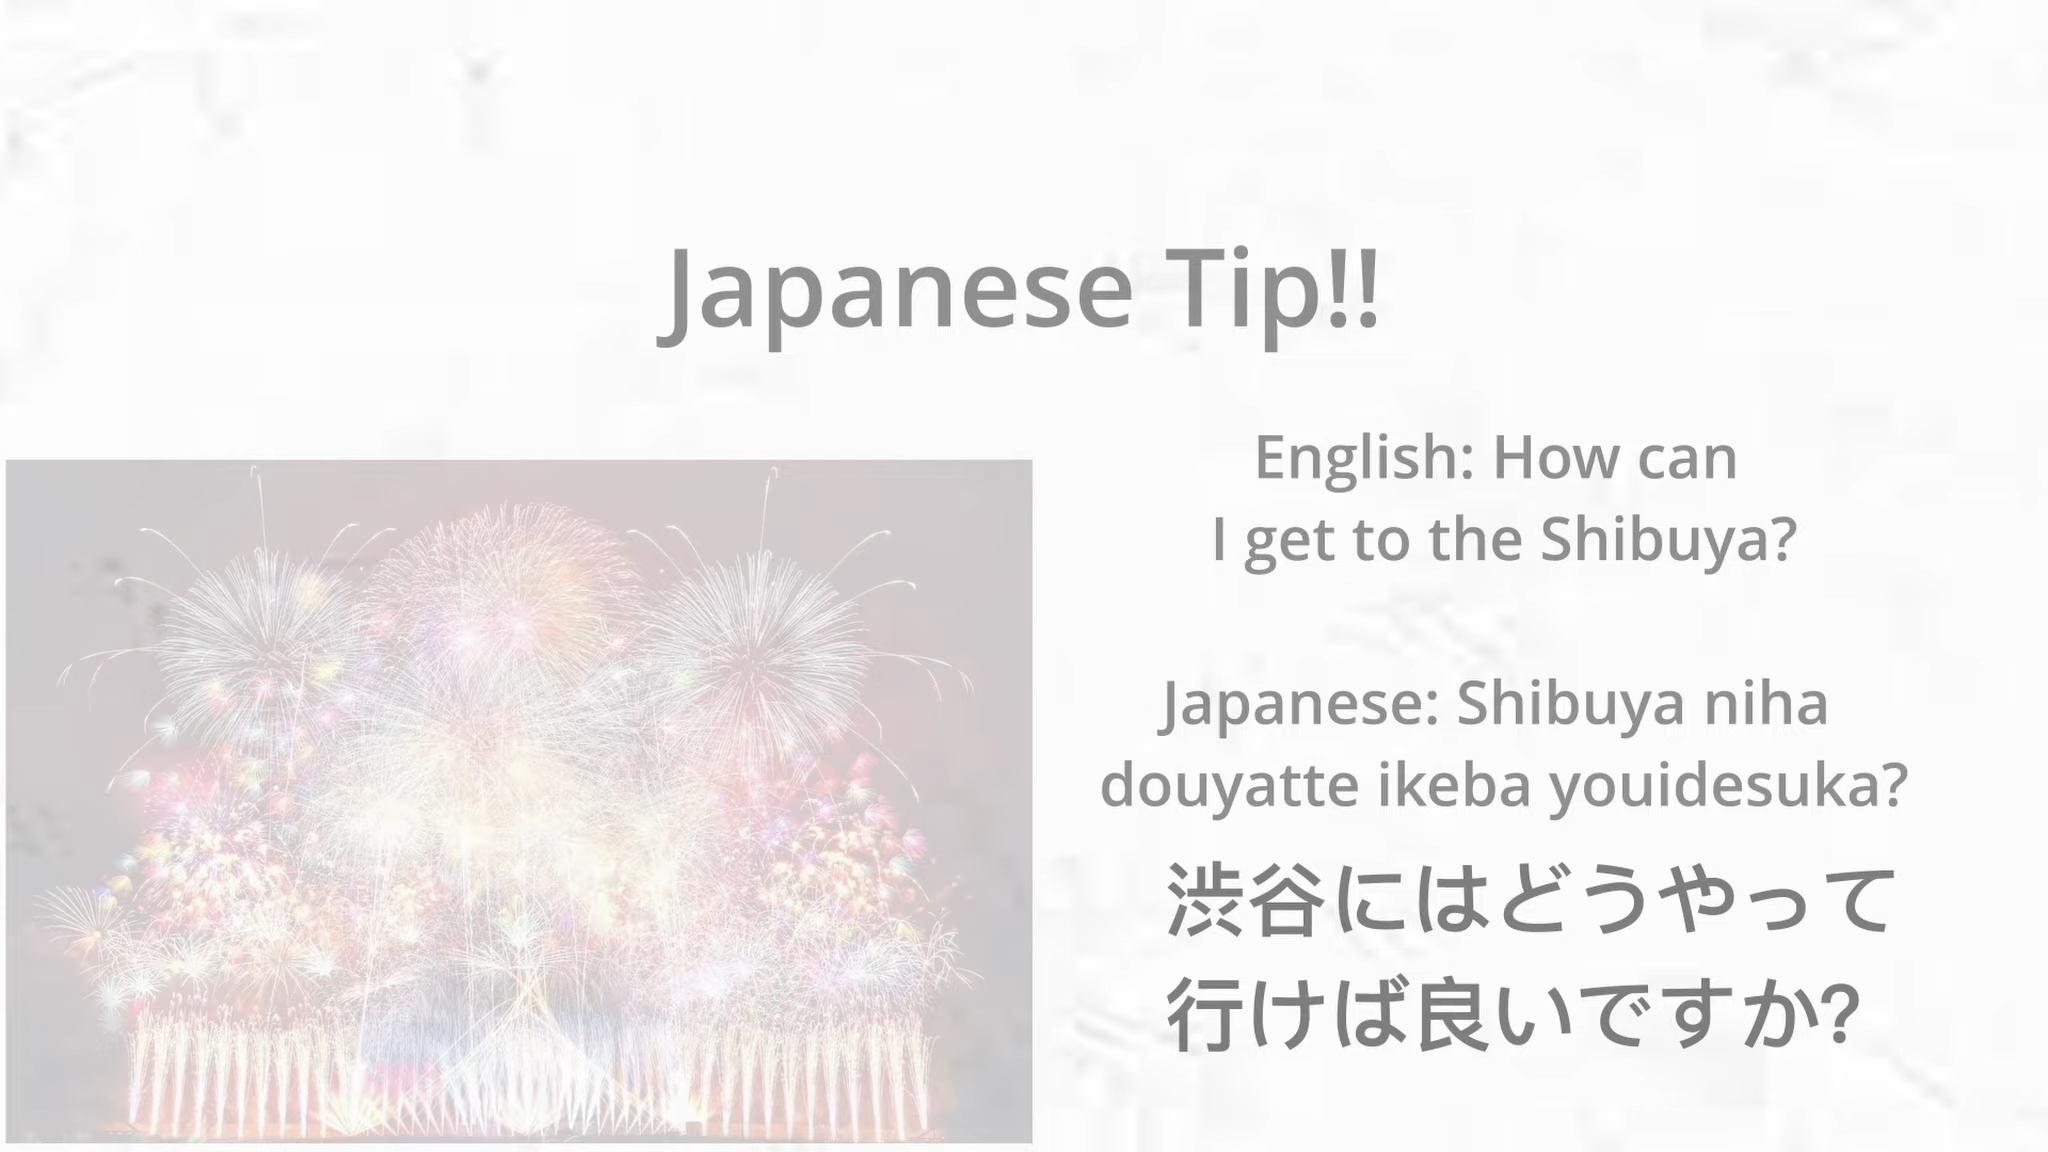 Japanese Tip!!
English: How can
I get to the Shibuya?
Japanese: Shibuya niha
douyatte ikeba youidesuka?
渋谷にはどうやって
行けば良いですか?